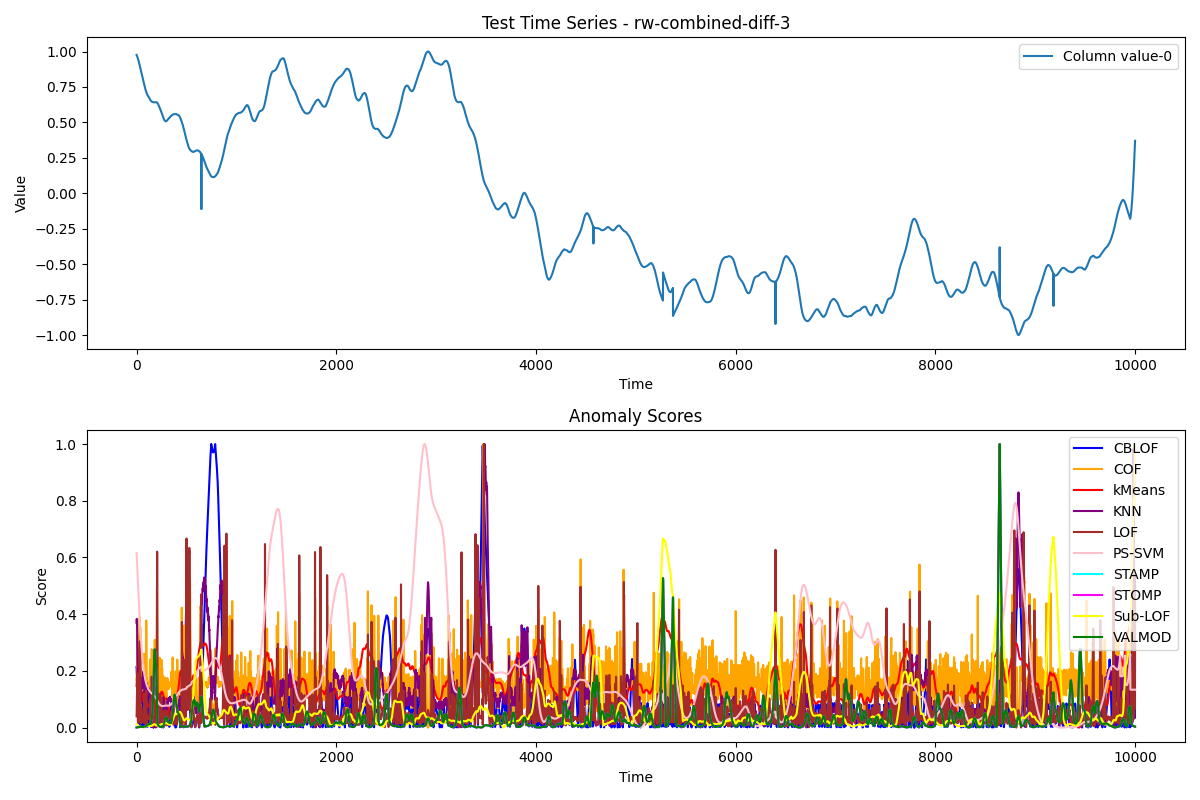 Test Time Series - rw-combined-diff-3
Column value-0
1.00
0.75
0.50
0.25
0.00
−0.25
−0.50
−0.75
−1.00
Value
0
2000
4000
6000
8000
10000
Time
Anomaly Scores
CBLOF
COF
kMeans
KNN
LOF
PS-SVM
STAMP
STOMP
Sub-LOF
VALMOD
1.0
0.8
0.6
0.4
0.2
0.0
Score
0
2000
4000
6000
8000
10000
Time